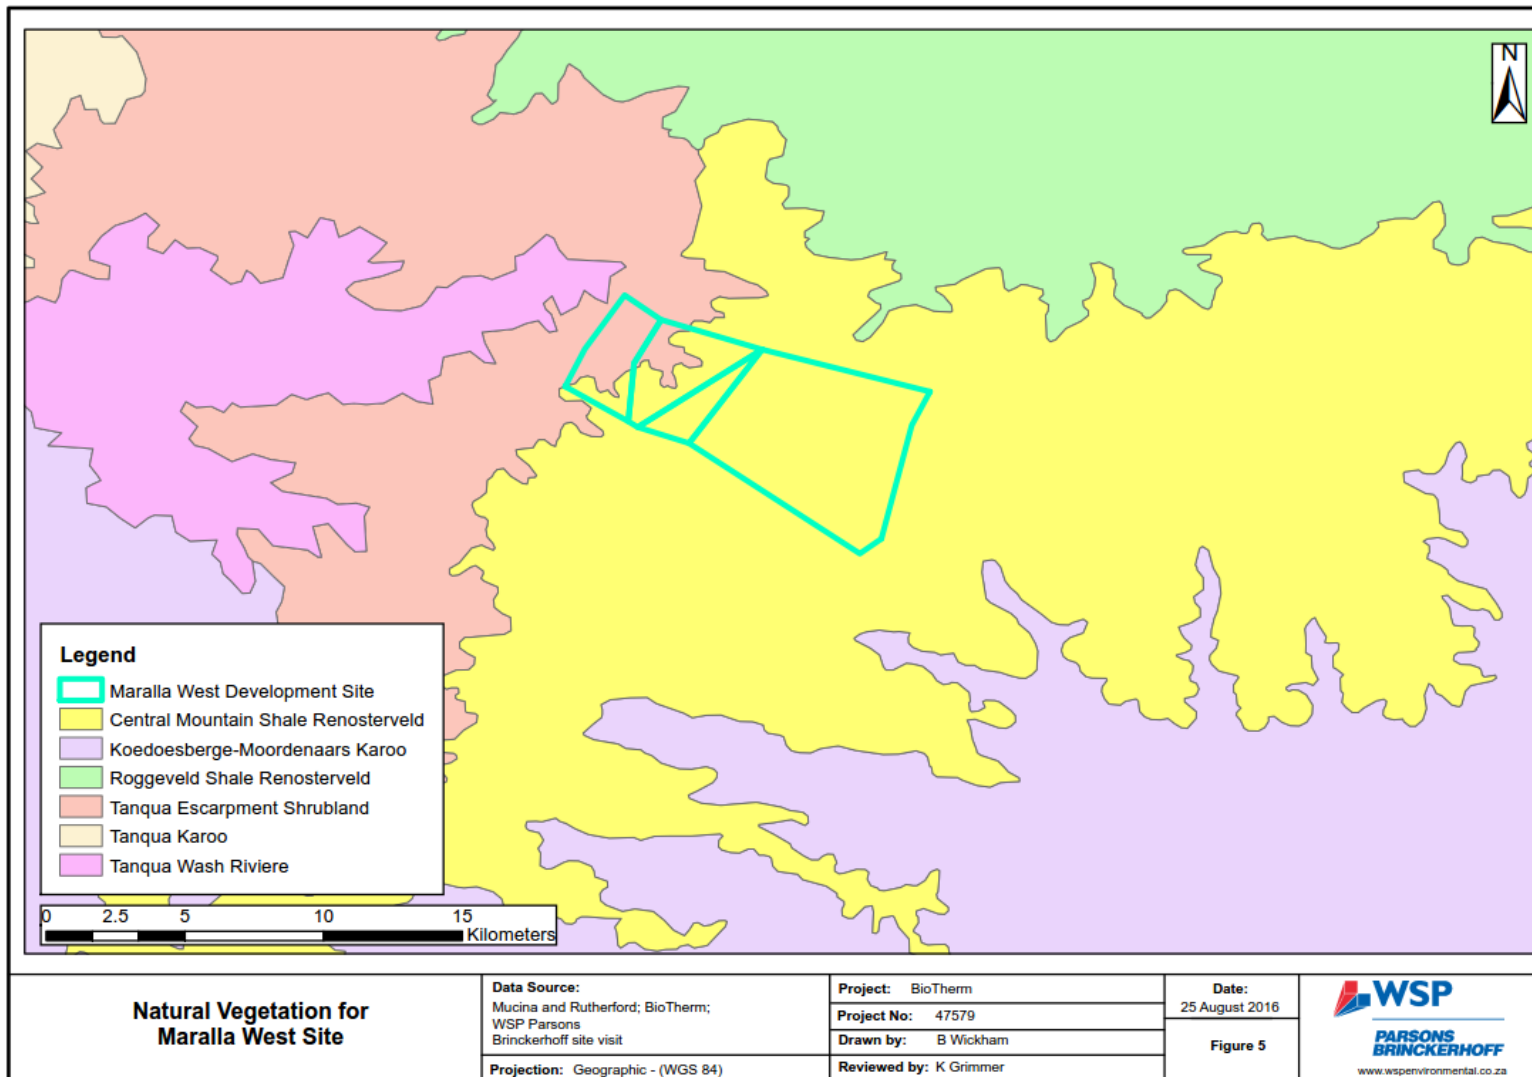 N
Legend
Maralla West Development Site
Central Mountain Shale Renosterveld
Koedoesberge-Moordenaars Karoo
Roggeveld Shale Renosterveld
Tanqua Escarpment Shrubland
Tanqua Karoo
Tanqua Wash Riviere
0 2.5 5 10 15
Kilometers
Natural Vegetation for
Maralla West Site
Data Source:
Mucina and Rutherford; BioTherm;
WSP Parsons
Brinckerhoff site visit
Projection: Geographic - (WGS 84)
Project: BioTherm
Project No: 47579
Drawn by: B Wickham
Reviewed by: K Grimmer
Date:
25 August 2016
Figure 5
WSP
PARSONS
BRINCKERHOFF
www.wspenvironmental.co.za